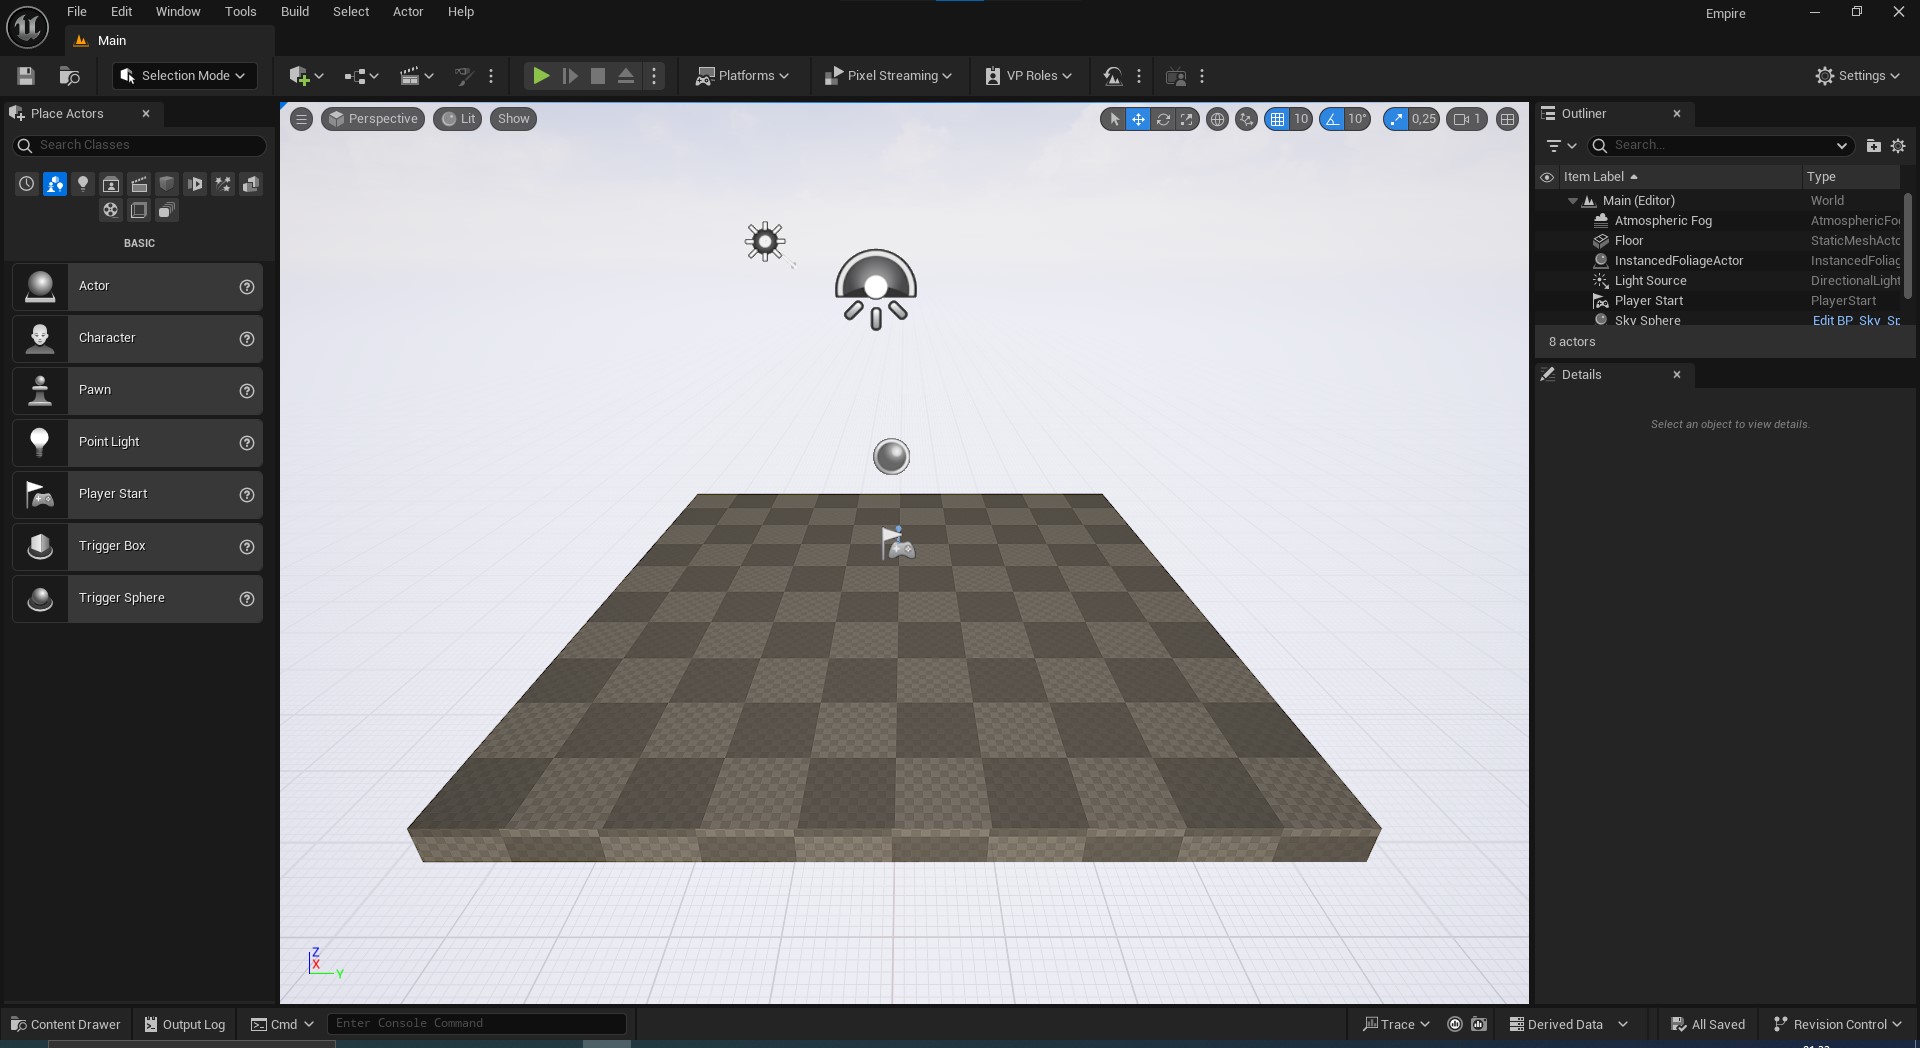 File Edit Window Tools Build Select Actor Help
Empire
Main
Selection Mode
Platforms
Pixel Streaming
VP Roles
Settings
Place Actors
Search Classes
BASIC
Actor
Character
Pawn
Point Light
Player Start
Trigger Box
Trigger Sphere
Perspective
Lit
Show
10
10°
0,25
1
Z
X
Y
Outliner
Search...
Item Label Type
Main (Editor) World
Atmospheric Fog AtmosphericFo
Floor StaticMeshActo
InstancedFoliageActor InstancedFoliag
Light Source DirectionalLight
Player Start PlayerStart
Sky Sphere Edit BP_Sky_Sp
8 actors
Details
Select an object to view details.
Content Drawer
Output Log
Cmd
Enter Console Command
Trace
Derived Data
All Saved
Revision Control